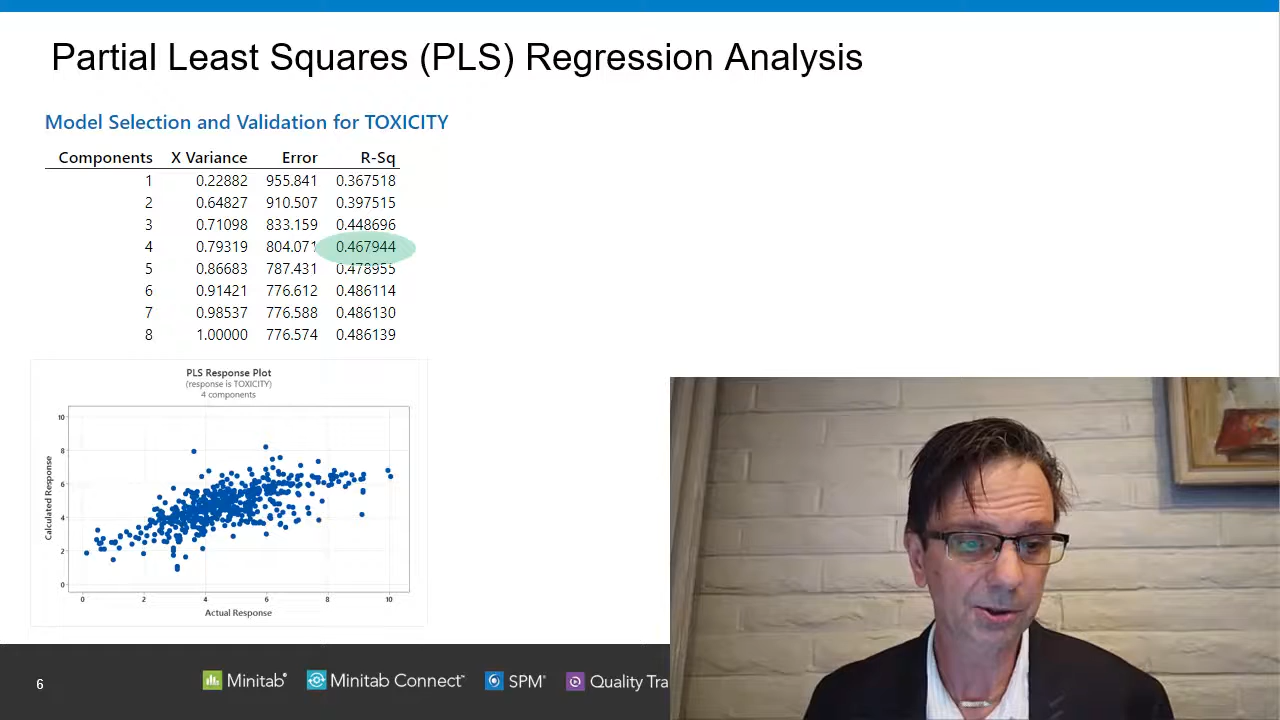 Partial Least Squares (PLS) Regression Analysis
Model Selection and Validation for TOXICITY
Components X Variance Error R-Sq
1 0.22882 955.841 0.367518
2 0.64827 910.507 0.397515
3 0.71098 833.159 0.448696
4 0.79319 804.071 0.467944
5 0.86683 787.431 0.478955
6 0.91421 776.612 0.486114
7 0.98537 776.588 0.486130
8 1.00000 776.574 0.486139
PLS Response Plot
(response is TOXICITY)
4 components
10
8
6
4
2
0
Calculated Response
0 2 4 6 8 10
Actual Response
6
Minitab® Minitab Connect™ SPM® Quality Tra